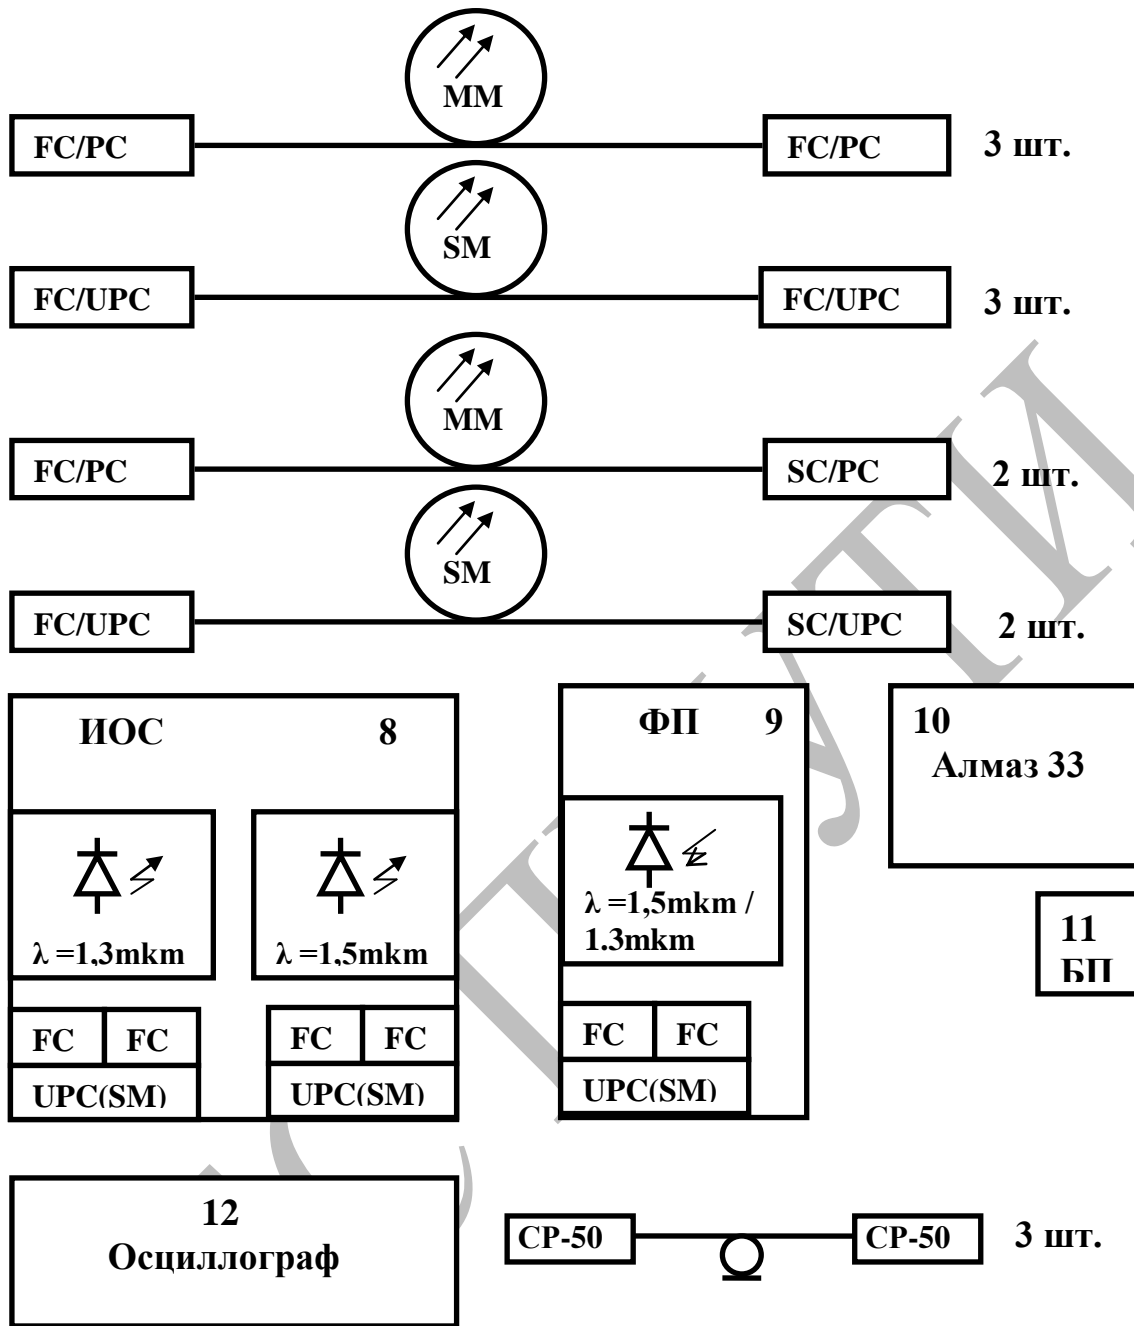 MM
FC/PC FC/PC 3 шт.
SM
FC/UPC FC/UPC 3 шт.
MM
FC/PC SC/PC 2 шт.
SM
FC/UPC SC/UPC 2 шт.
ИОС 8
λ =1,3mkm λ =1,5mkm
FC FC FC FC
UPC(SM) UPC(SM)
ФП 9
λ =1,5mkm /
1.3mkm
FC FC
UPC(SM)
10
Алмаз 33
11
БП
12
Осциллограф
СР-50 СР-50 3 шт.